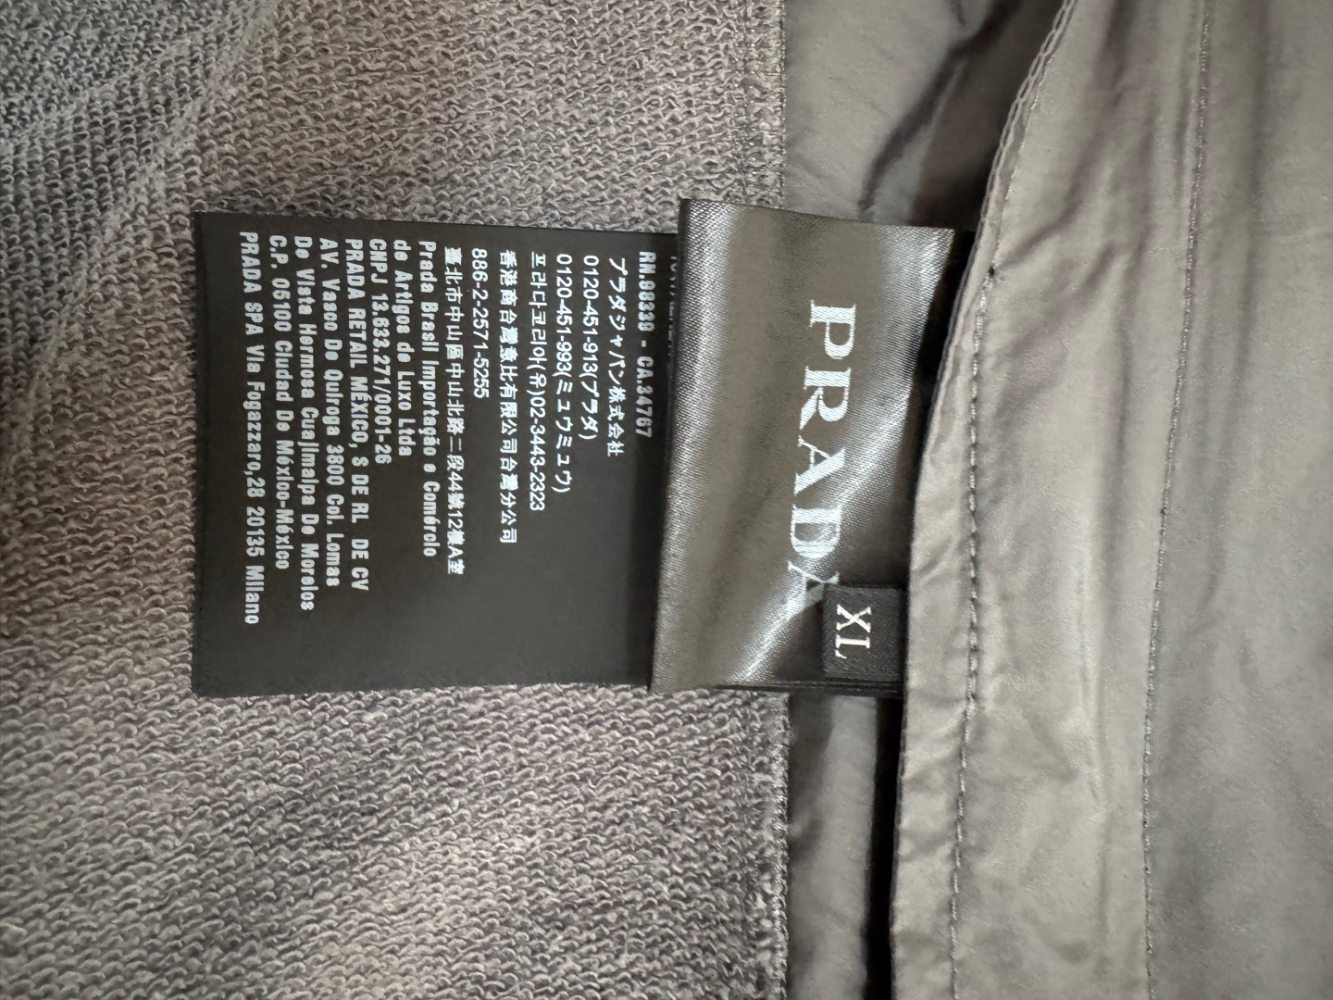 PRADA
XL
RN.98339 - CA.34767
プラダジャパン株式会社
0120-451-913(プラダ)
0120-451-993(ミュウミュウ)
프라다코리아(유)02-3443-2323
香港商台灣意比有限公司台灣分公司
886-2-2571-5255
臺北市中山區中山北路二段44號12樓A室
Prada Brasil Importação e Comércio
de Artigos de Luxo Ltda
CNPJ 13.633.271/0001-26
PRADA RETAIL MÉXICO, S DE RL DE CV
AV. Vasco De Quiroga 3800 Col. Lomas
De Vista Hermosa Cuajimalpa De Morelos
C.P. 05100 Ciudad De Mexico-México
PRADA SPA Via Fogazzaro,28 20135 Milano